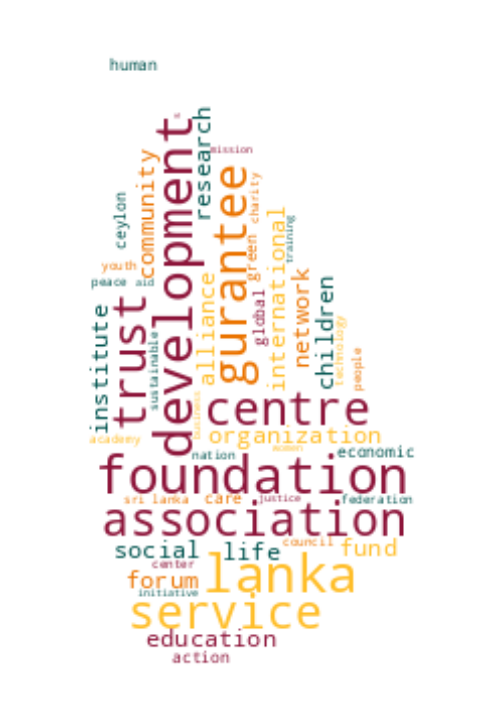 human
development
research
mission
community
gurantee
charity
ceylon
international
training
green
youth
peace
aid
alliance
network
global
children
trust
institute
sustainable
technology
people
business
centre
academy
organization
women
nation
economic
foundation
sri lanka
care
justice
federation
association
social
life
council
fund
center
forum
lanka
initiative
service
education
action